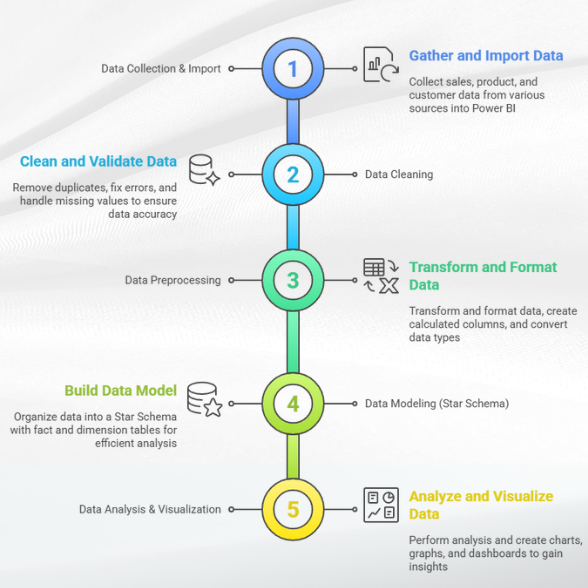 Data Collection & Import
1
Gather and Import Data
Collect sales, product, and
customer data from various
sources into Power BI
Clean and Validate Data
Remove duplicates, fix errors, and
handle missing values to ensure
data accuracy
2
Data Cleaning
Data Preprocessing
3
Transform and Format
Data
Transform and format data, create
calculated columns, and convert
data types
Build Data Model
Organize data into a Star Schema
with fact and dimension tables for
efficient analysis
4
Data Modeling (Star Schema)
Data Analysis & Visualization
5
Analyze and Visualize
Data
Perform analysis and create charts,
graphs, and dashboards to gain
insights